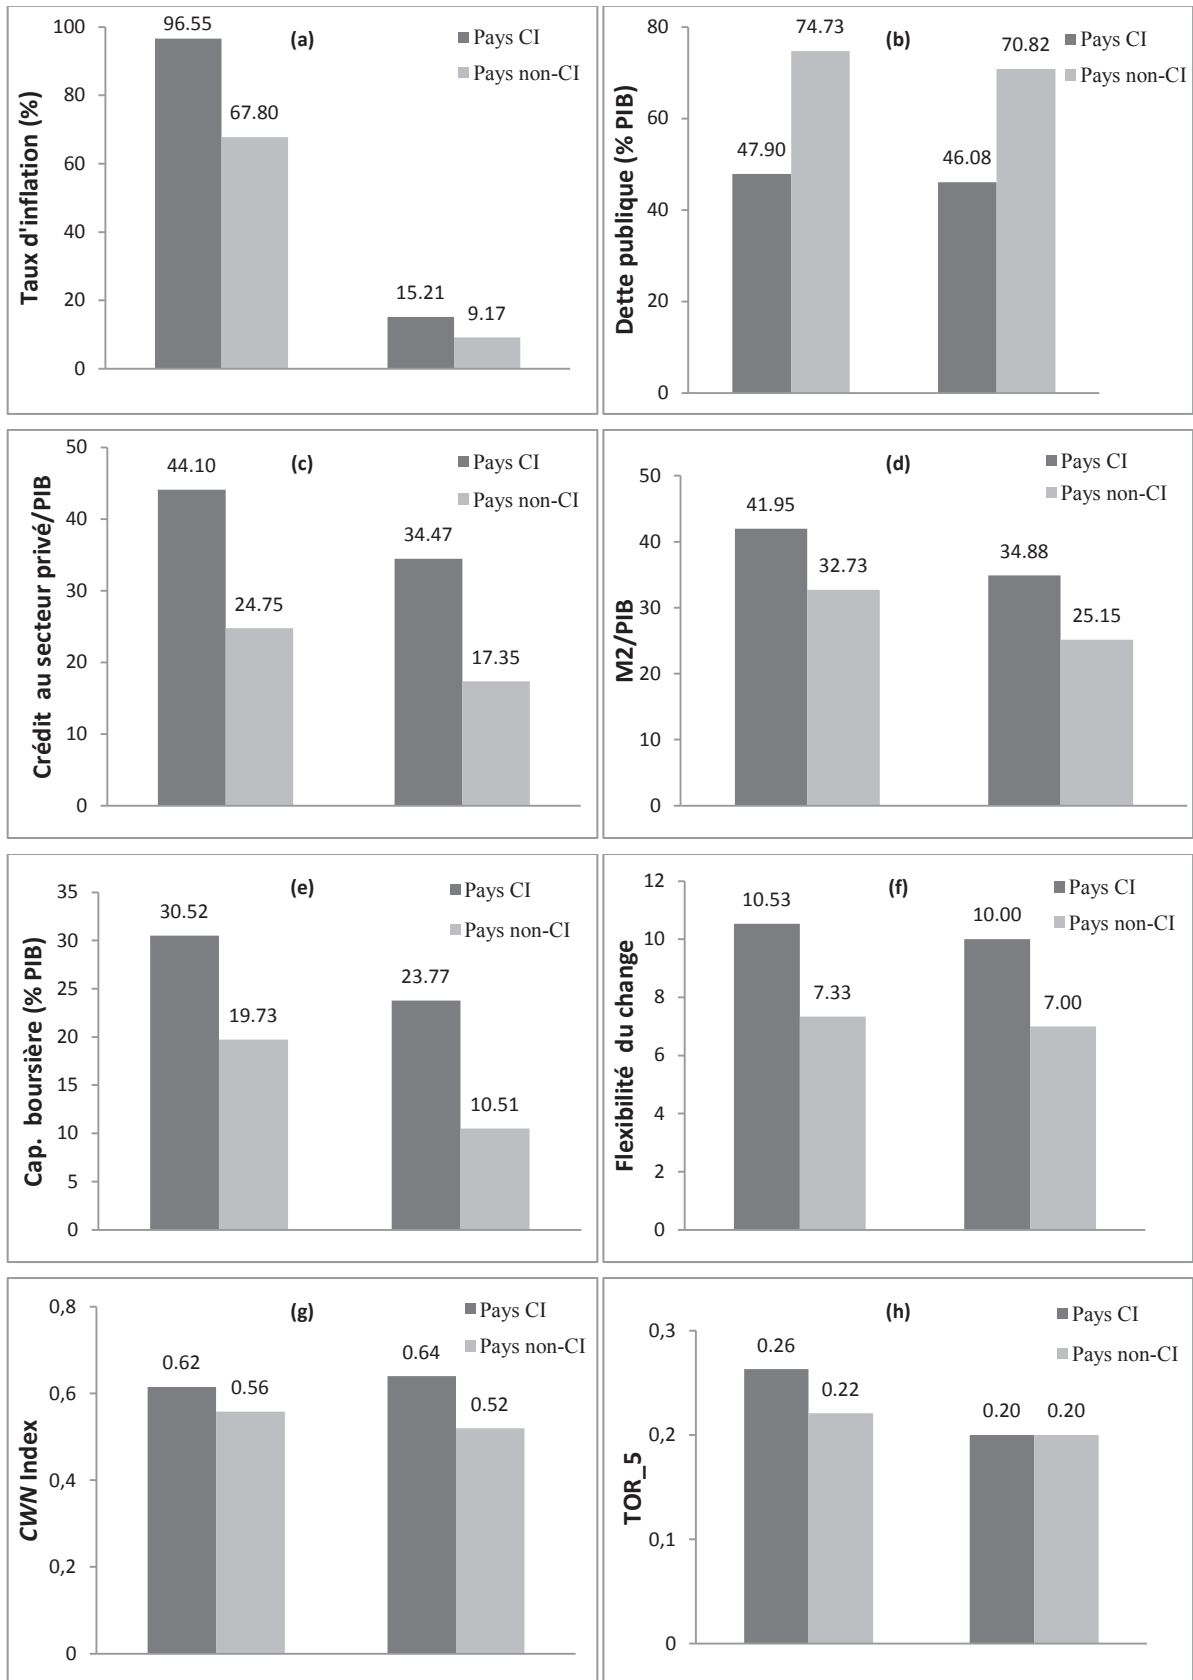 Taux d'inflation (%)
(a)
Pays CI
Pays non-CI
100
80
60
40
20
0
96.55
67.80
15.21
9.17
Dette publique (% PIB)
(b)
Pays CI
Pays non-CI
80
60
40
20
0
47.90
74.73
46.08
70.82
Crédit au secteur privé/PIB
(c)
Pays CI
Pays non-CI
50
40
30
20
10
0
44.10
24.75
34.47
17.35
M2/PIB
(d)
Pays CI
Pays non-CI
50
40
30
20
10
0
41.95
32.73
34.88
25.15
Cap. boursière (% PIB)
(e)
Pays CI
Pays non-CI
35
30
25
20
15
10
5
0
30.52
19.73
23.77
10.51
Flexibilité du change
(f)
Pays CI
Pays non-CI
12
10
8
6
4
2
0
10.53
7.33
10.00
7.00
CWN Index
(g)
Pays CI
Pays non-CI
0,8
0,6
0,4
0,2
0
0.62
0.56
0.64
0.52
TOR_5
(h)
Pays CI
Pays non-CI
0,3
0,2
0,1
0
0.26
0.22
0.20
0.20